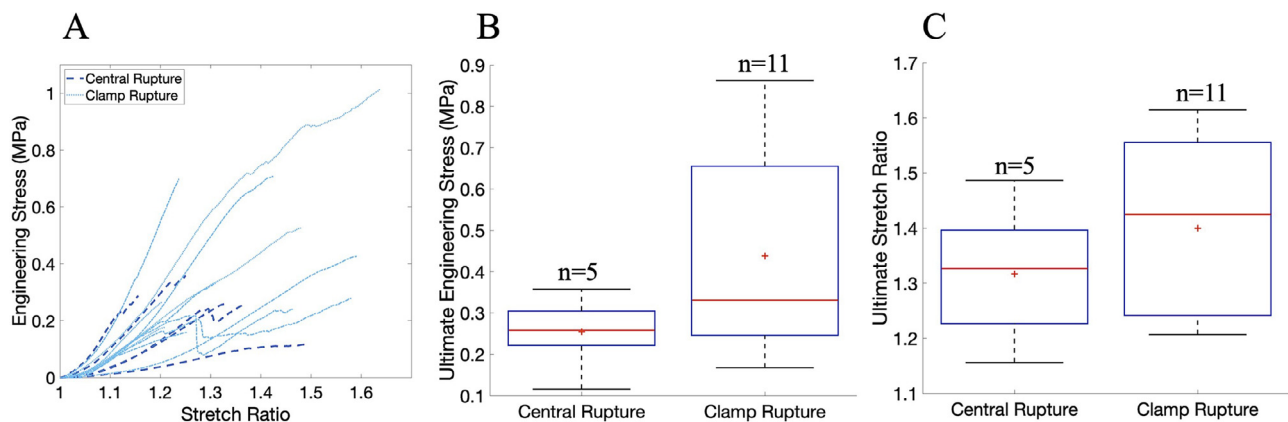 A
Engineering Stress (MPa)
1
0.8
0.6
0.4
0.2
0
Central Rupture
Clamp Rupture
1 1.1 1.2 1.3 1.4 1.5 1.6
Stretch Ratio
B
Ultimate Engineering Stress (MPa)
0.9
0.8
0.7
0.6
0.5
0.4
0.3
0.2
0.1
n=5
n=11
Central Rupture Clamp Rupture
C
Ultimate Stretch Ratio
1.7
1.6
1.5
1.4
1.3
1.2
1.1
n=5
n=11
Central Rupture Clamp Rupture